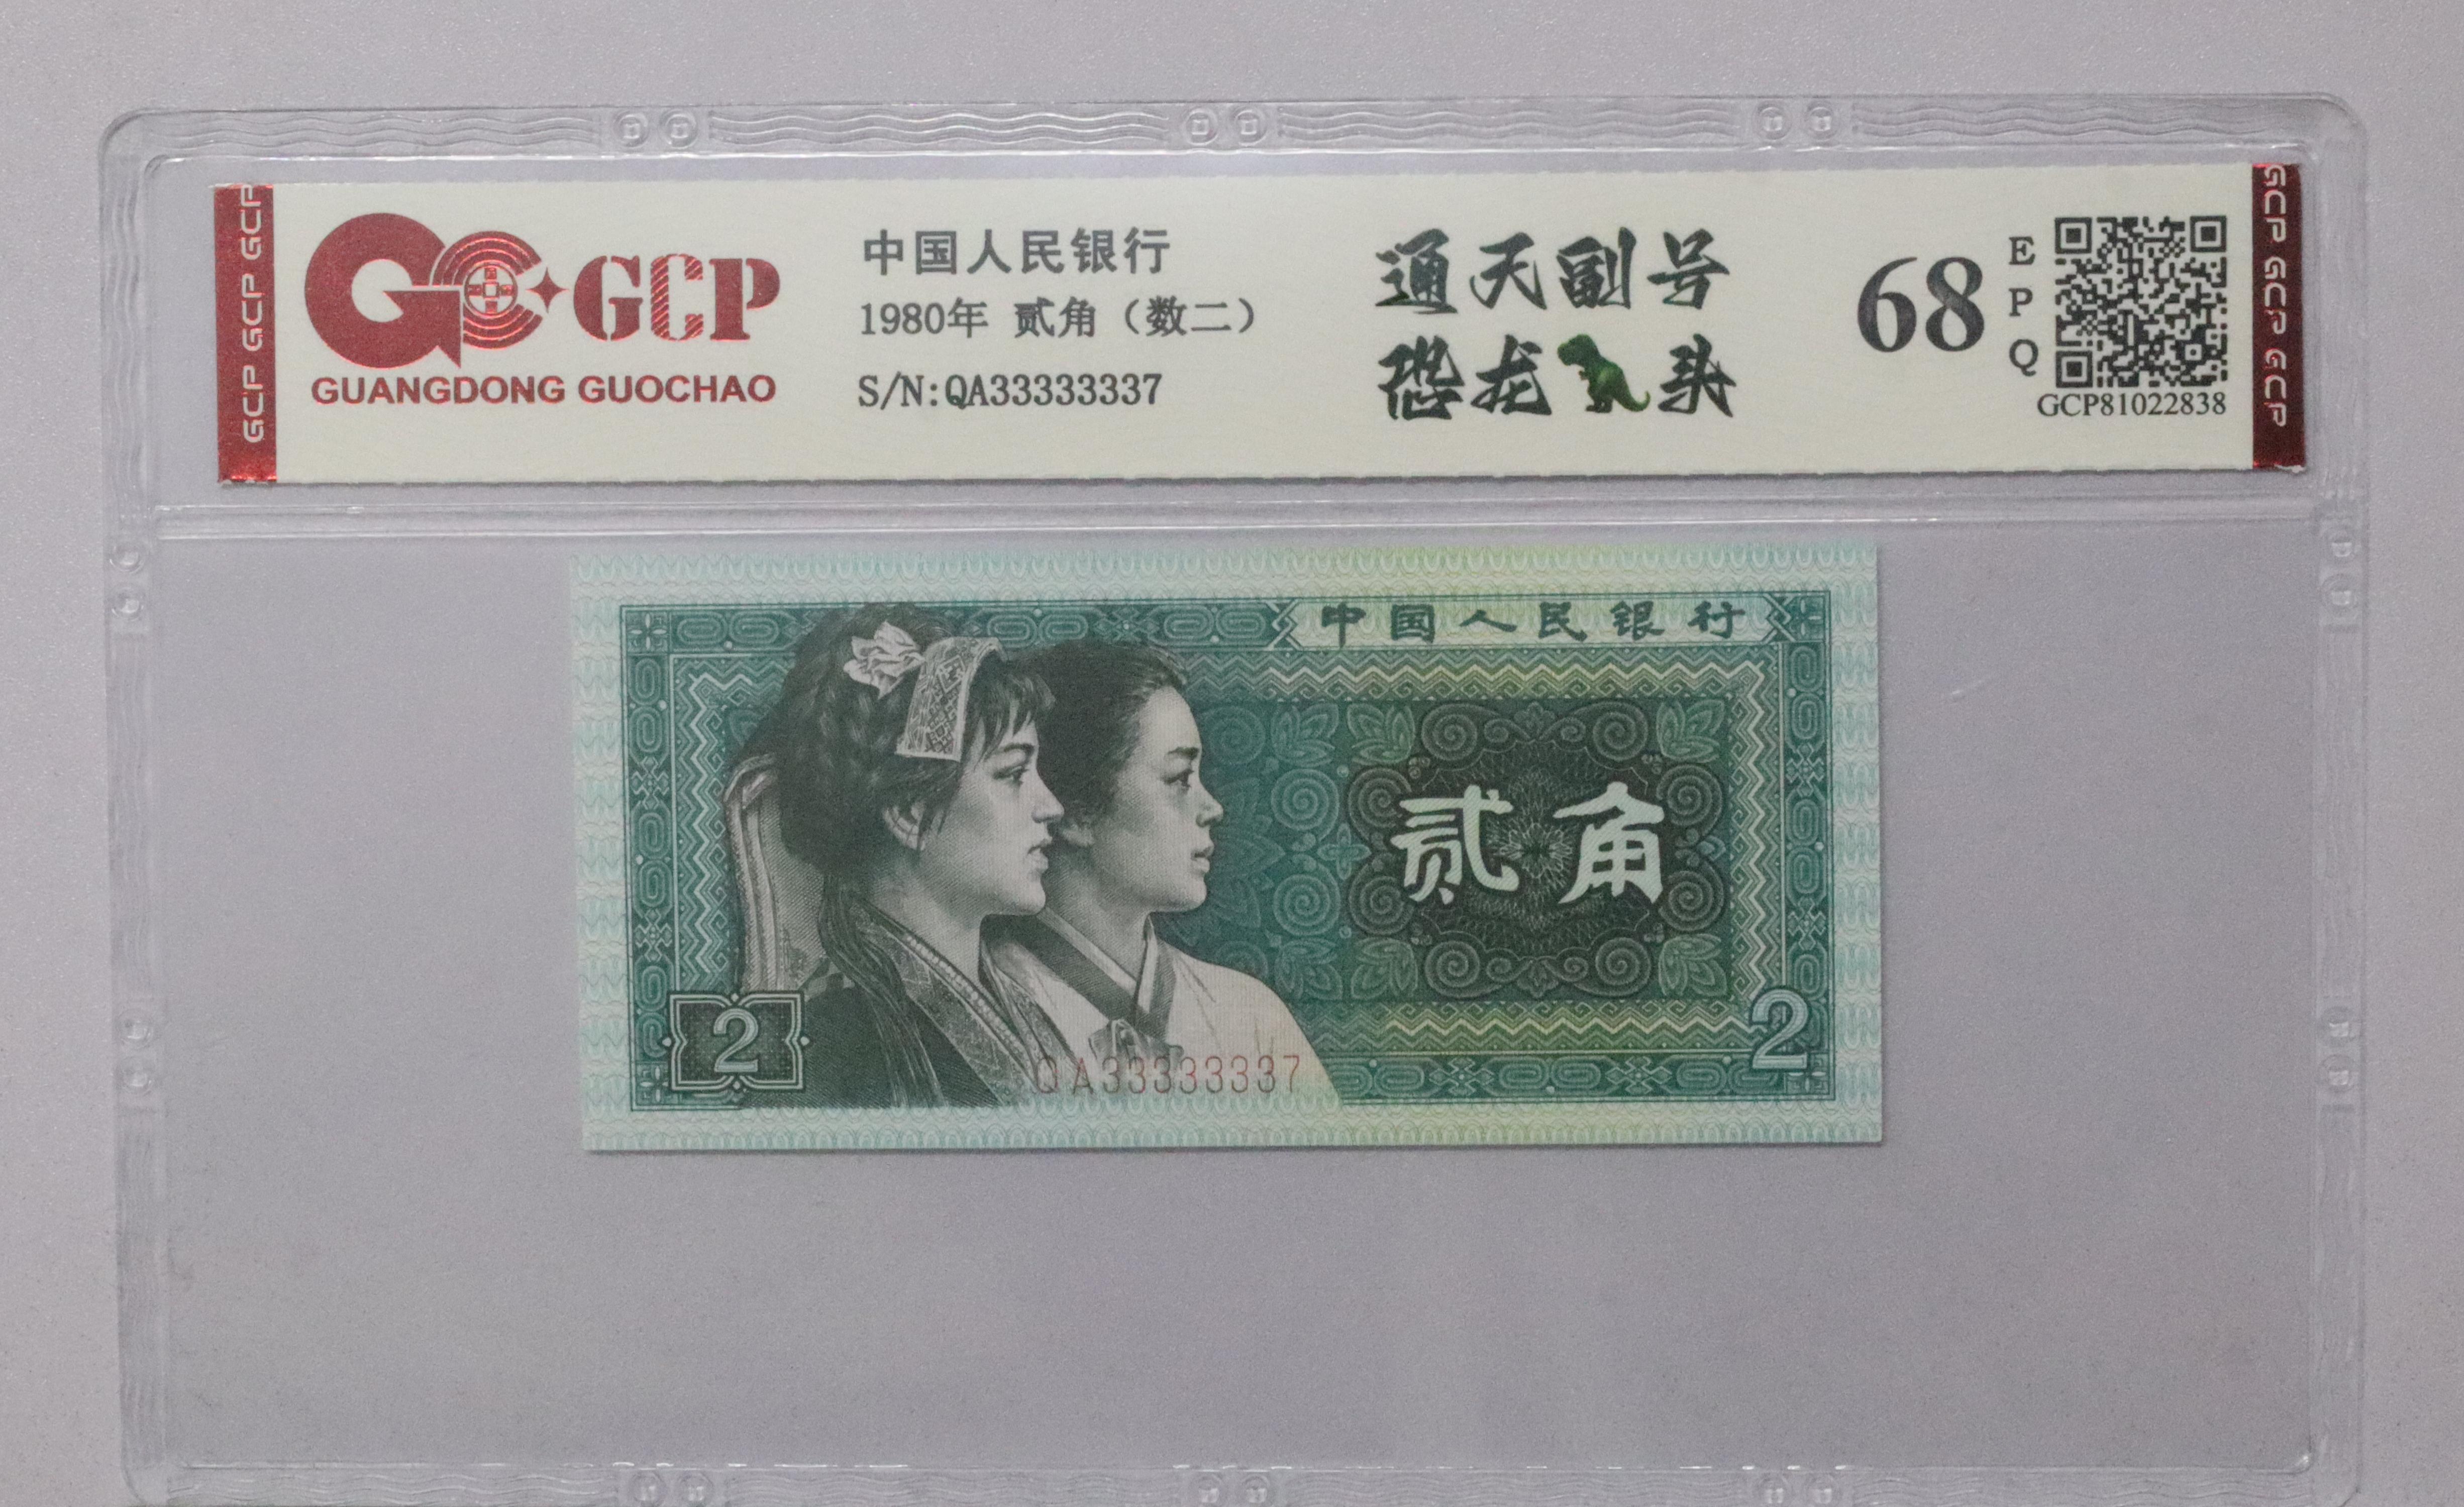 GCP GCP GCP
GCP
GUANGDONG GUOCHAO
中国人民银行
1980年 贰角（数二）
S/N:QA33333337
通天副号
恐龙头
68
E
P
Q
GCP81022838
GCP GCP GCP
中国人民银行
贰角
2
2
QA33333337